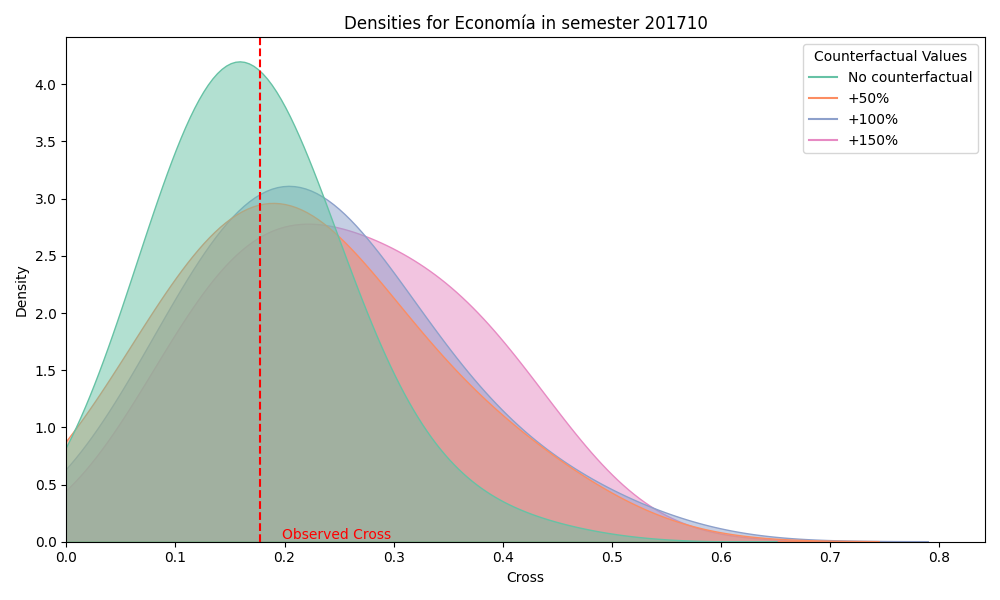 Densities for Economía in semester 201710
Counterfactual Values
No counterfactual
+50%
+100%
+150%
Density
4.0
3.5
3.0
2.5
2.0
1.5
1.0
0.5
0.0
Observed Cross
0.0 0.1 0.2 0.3 0.4 0.5 0.6 0.7 0.8
Cross